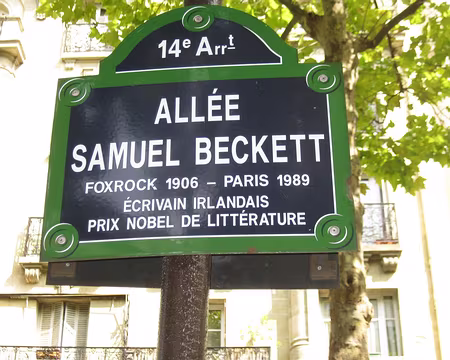 14e Arrt
ALLÉE
SAMUEL BECKETT
FOXROCK 1906 – PARIS 1989
ÉCRIVAIN IRLANDAIS
PRIX NOBEL DE LITTÉRATURE